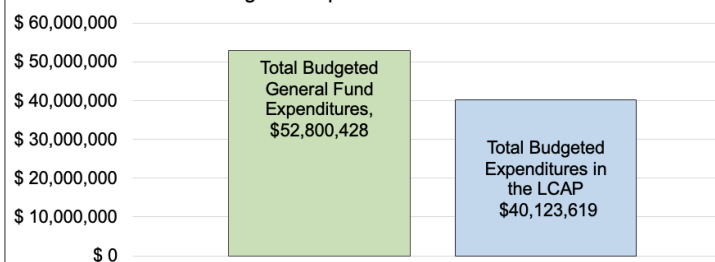 $ 60,000,000
$ 50,000,000
$ 40,000,000
$ 30,000,000
$ 20,000,000
$ 10,000,000
$ 0
Total Budgeted
General Fund
Expenditures,
$52,800,428
Total Budgeted
Expenditures in
the LCAP
$40,123,619